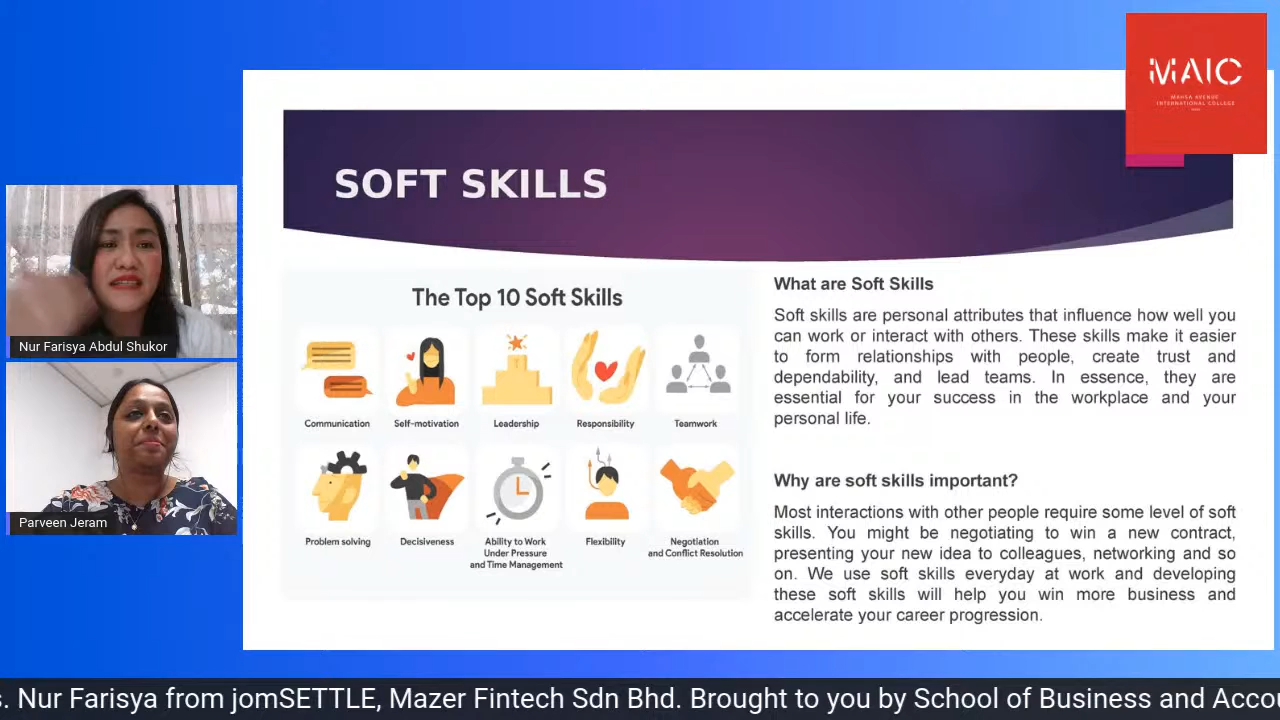 MAIC
MAHSA AVENUE
INTERNATIONAL COLLEGE
SOFT SKILLS
The Top 10 Soft Skills
Communication
Self-motivation
Leadership
Responsibility
Teamwork
Problem solving
Decisiveness
Ability to Work
Under Pressure
and Time Management
Flexibility
Negotiation
and Conflict Resolution
What are Soft Skills
Soft skills are personal attributes that influence how well you
can work or interact with others. These skills make it easier
to form relationships with people, create trust and
dependability, and lead teams. In essence, they are
essential for your success in the workplace and your
personal life.
Why are soft skills important?
Most interactions with other people require some level of soft
skills. You might be negotiating to win a new contract,
presenting your new idea to colleagues, networking and so
on. We use soft skills everyday at work and developing
these soft skills will help you win more business and
accelerate your career progression.
Nur Farisya Abdul Shukor
Parveen Jeram
s. Nur Farisya from jomSETTLE, Mazer Fintech Sdn Bhd. Brought to you by School of Business and Accou